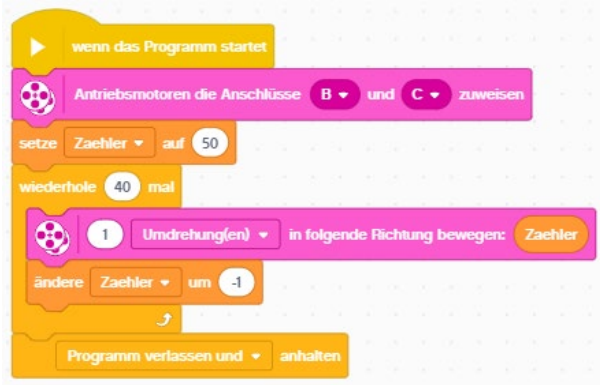 wenn das Programm startet
Antriebsmotoren die Anschlüsse B und C zuweisen
setze Zaehler auf 50
wiederhole 40 mal
1 Umdrehung(en) in folgende Richtung bewegen: Zaehler
ändere Zaehler um -1
Programm verlassen und anhalten